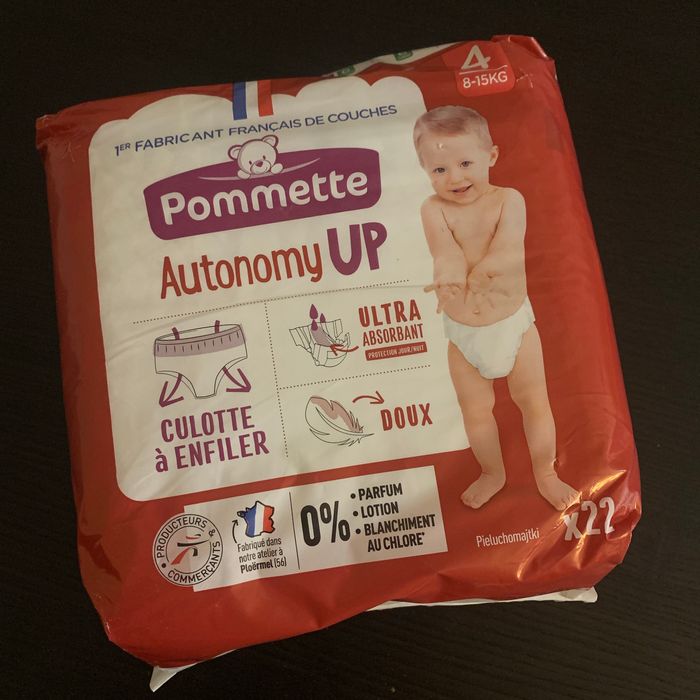 4
8-15KG
1ER FABRICANT FRANÇAIS DE COUCHES
Pommette
Autonomy UP
CULOTTE
à ENFILER
ULTRA
ABSORBANT
PROTECTION JOUR/NUIT
DOUX
PRODUCTEURS &
COMMERÇANTS
Fabriqué dans
notre atelier à
Ploërmel (56)
0%
• PARFUM
• LOTION
• BLANCHIMENT
AU CHLORE*
Pieluchomajtki
x22